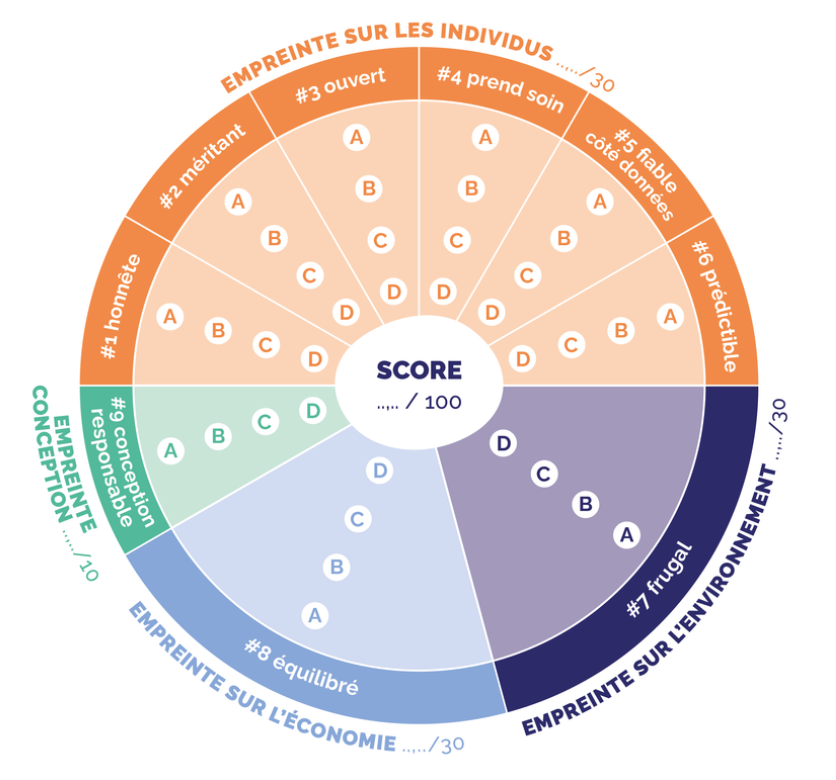 EMPREINTE SUR LES INDIVIDUS ..,../30
#1 honnête
A B C D
#2 méritant
A B C D
#3 ouvert
A
B
C
D
#4 prend soin
A
B
C
D
#5 fiable
côté données
A
B
C
D
#6 prédictible
D C B A
SCORE
..,.. / 100
EMPREINTE SUR L'ENVIRONNEMENT ..,../30
#7 frugal
D
C
B
A
EMPREINTE SUR L'ÉCONOMIE ..,../30
#8 équilibré
D
C
B
A
EMPREINTE
CONCEPTION ..,../10
#9 conception
responsable
A B C D